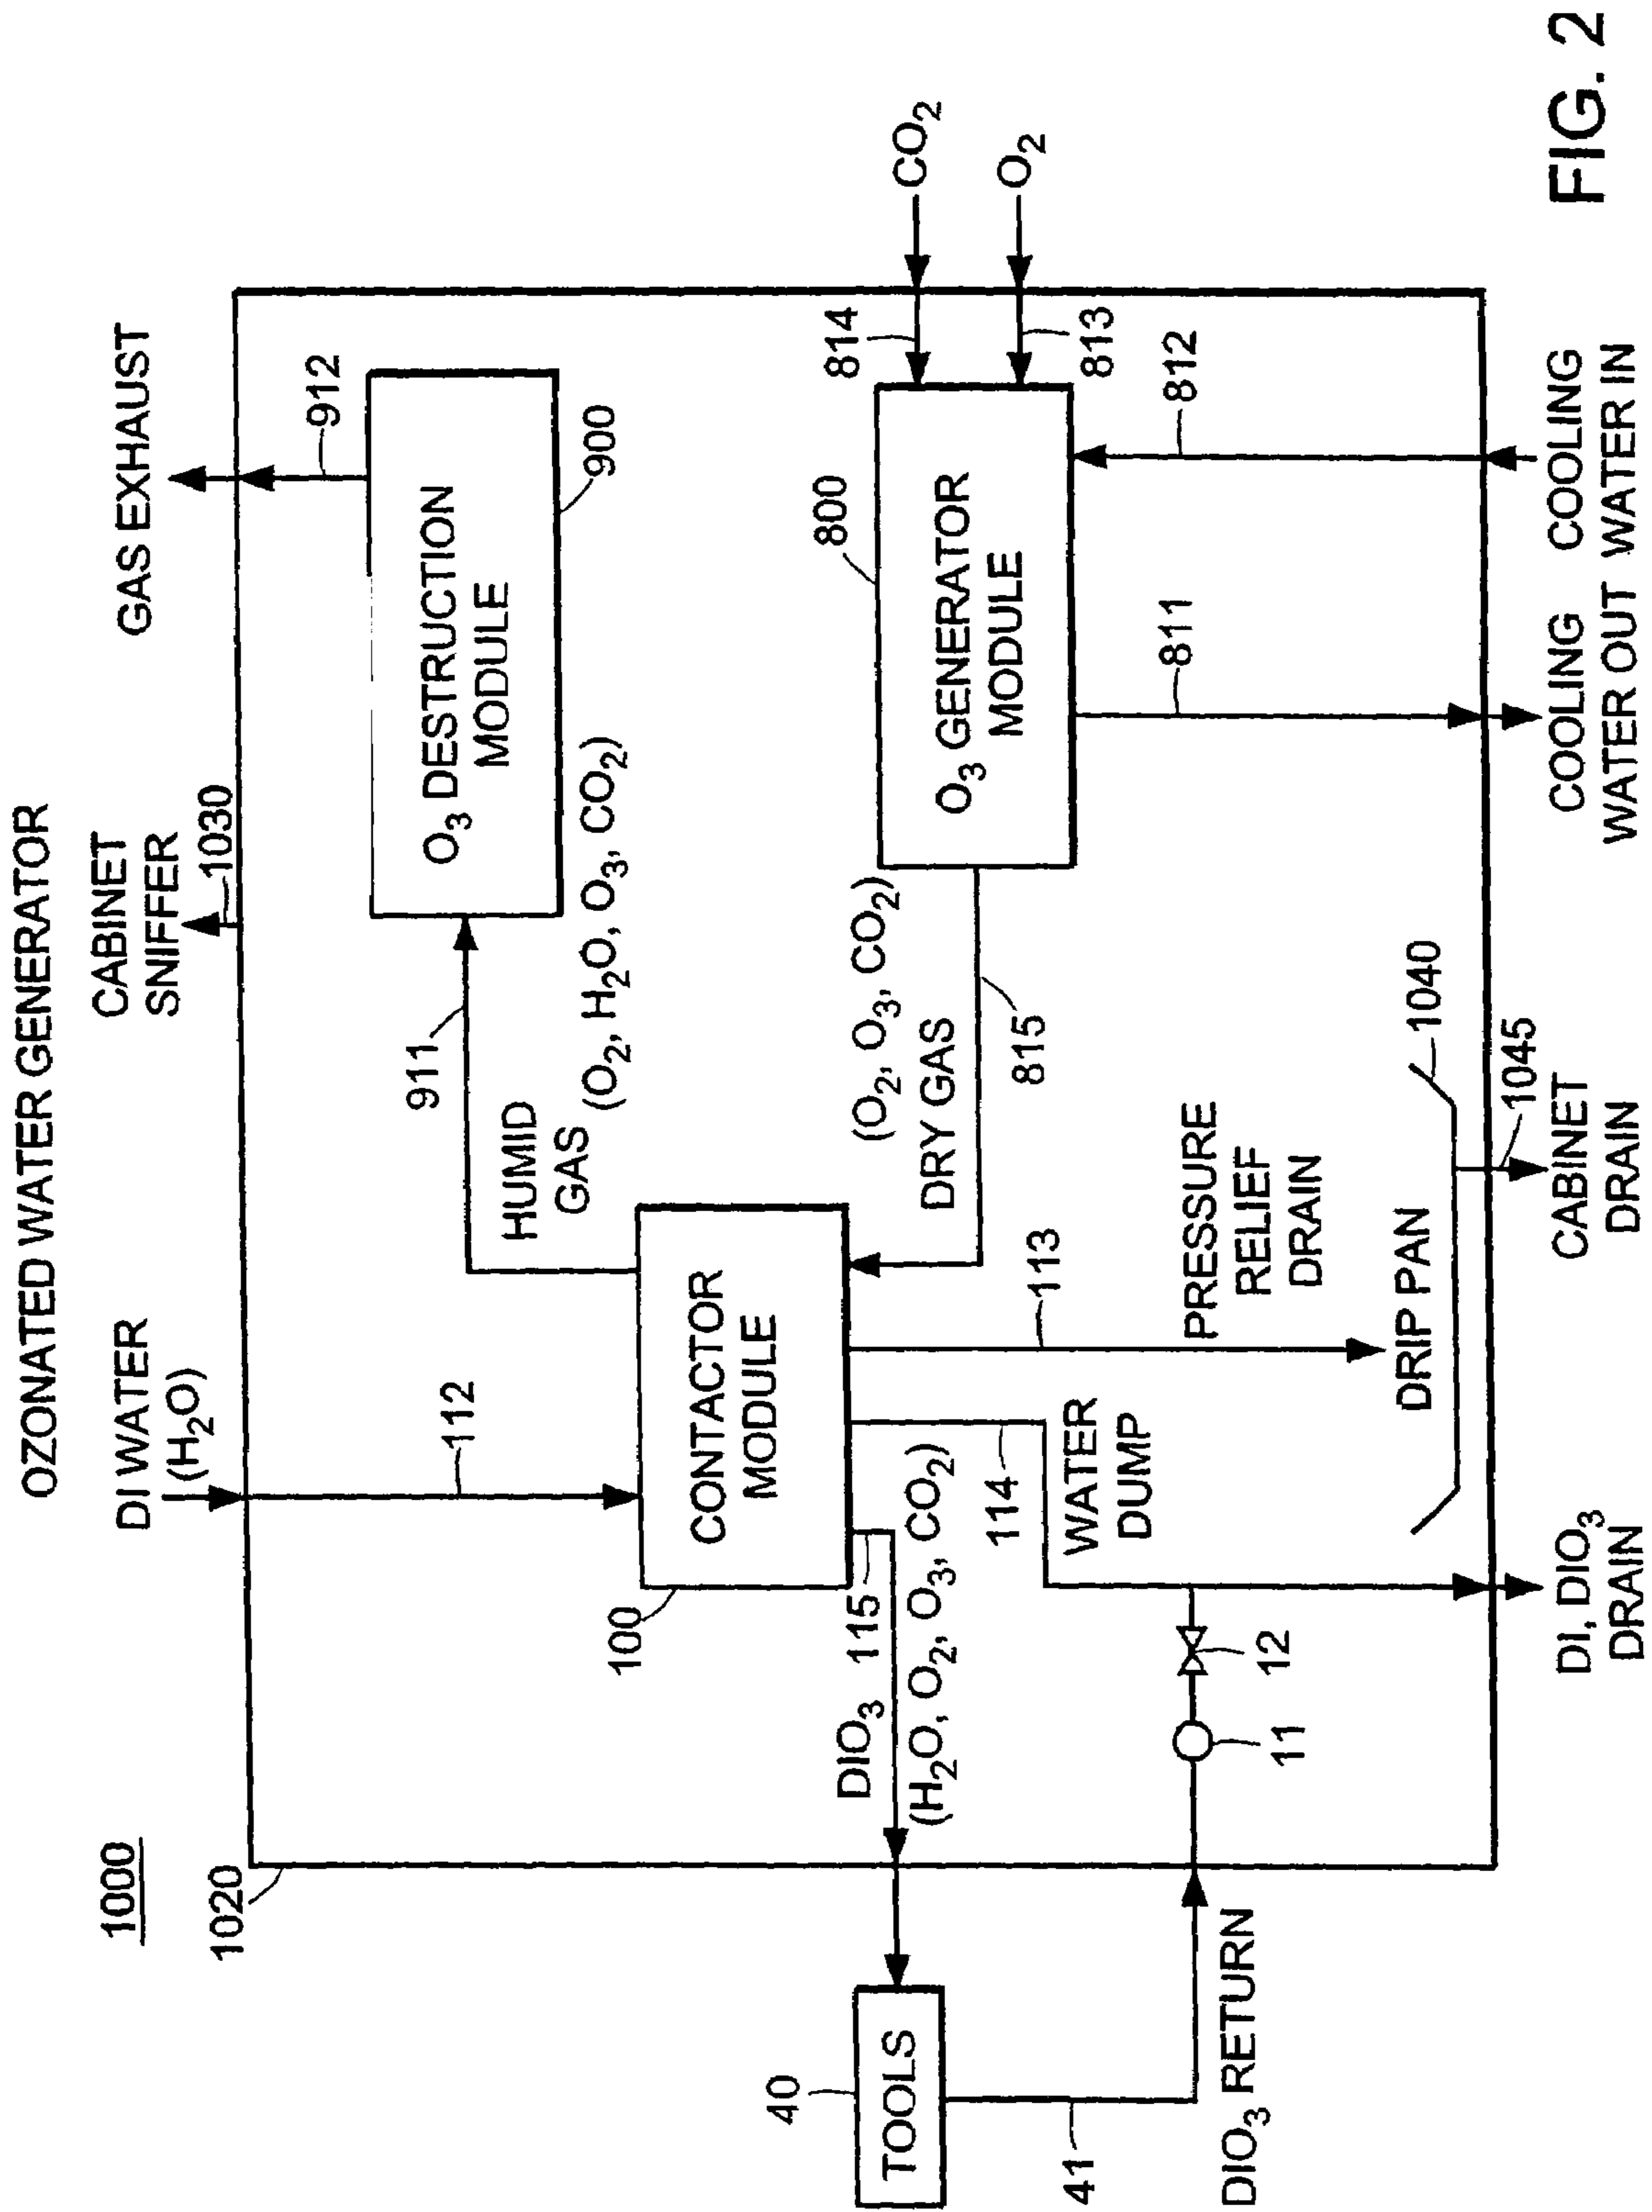 OZONATED WATER GENERATOR
1000
1020
DI WATER
(H2O)
CABINET
SNIFFER
1030
GAS EXHAUST
912
112
911
HUMID
GAS
(O2, H2O, O3, CO2)
O3 DESTRUCTION
MODULE
900
100
CONTACTOR
MODULE
40
TOOLS
DIO3
115
(H2O, O2, O3, CO2)
(O2, O3, CO2)
DRY GAS
815
800
O3 GENERATOR
MODULE
814
CO2
813
O2
114
WATER
DUMP
113
PRESSURE
RELIEF
DRAIN
811
812
41
DIO3 RETURN
11
12
DRIP PAN
1040
1045
DI, DIO3
DRAIN
CABINET
DRAIN
COOLING
WATER OUT
COOLING
WATER IN
FIG. 2